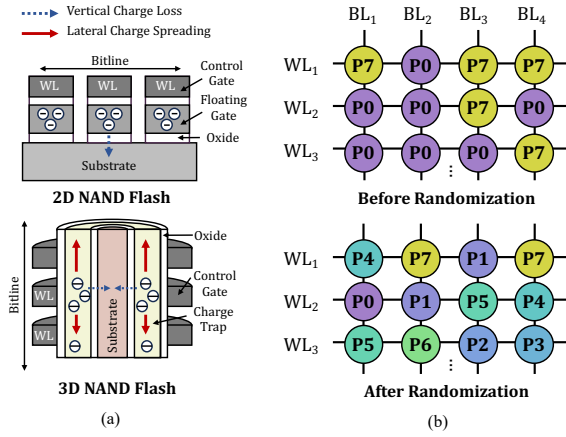 Vertical Charge Loss
Lateral Charge Spreading
Bitline
Control
Gate
WL WL WL
Floating
Gate
Oxide
Substrate
2D NAND Flash
Bitline
Oxide
Control
Gate
WL
WL
Substrate
Charge
Trap
3D NAND Flash
(a)
BL1 BL2 BL3 BL4
WL1 P7 P0 P7 P7
WL2 P0 P0 P7 P0
WL3 P0 P0 P0 P7
...
Before Randomization
WL1 P4 P7 P1 P7
WL2 P0 P1 P5 P4
WL3 P5 P6 P2 P3
...
After Randomization
(b)